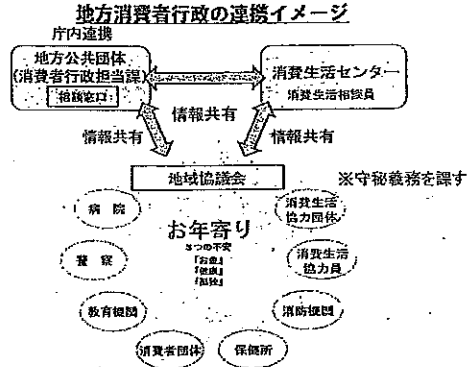 地方消費者行政の連携イメージ
庁内連携
地方公共団体
(消費者行政担当課)
相談窓口
消費生活センター
消費生活相談員
情報共有
情報共有
情報共有
地域協議会
※守秘義務を課す
病院
消費生活
協力団体
お年寄り
3つの不安
「お金」
「健康」
「孤独」
警察
消費生活
協力員
教育機関
消防機関
消費者団体
保健所